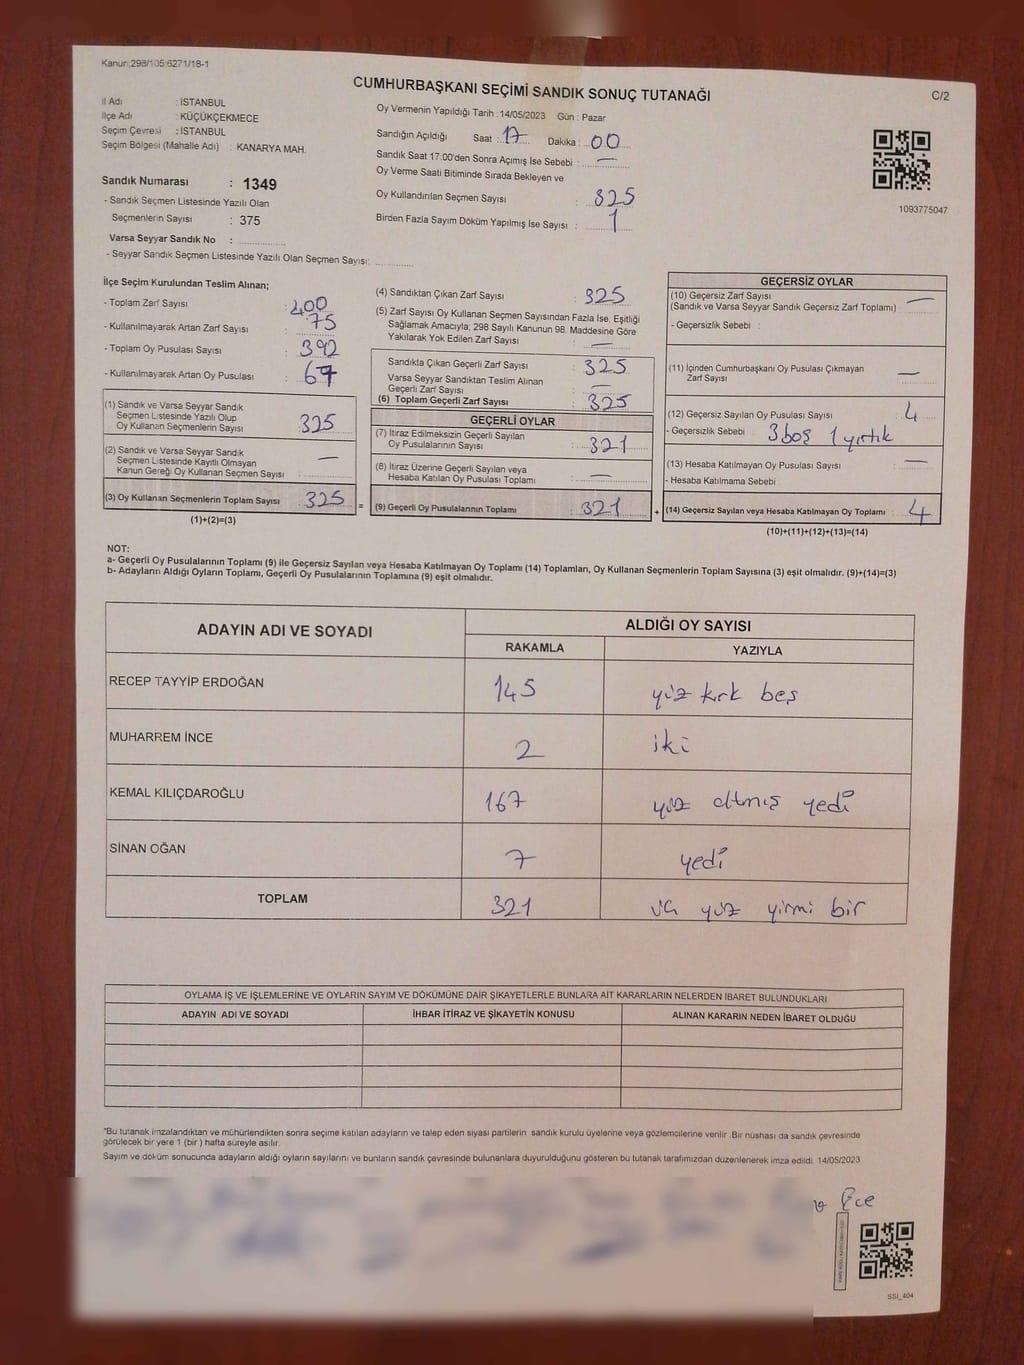 Kanun:298/105;6271/18-1
CUMHURBAŞKANI SEÇİMİ SANDIK SONUÇ TUTANAĞI
C/2
İl Adı : İSTANBUL
İlçe Adı : KÜÇÜKÇEKMECE
Seçim Çevresi : İSTANBUL
Seçim Bölgesi (Mahalle Adı) : KANARYA MAH.
Sandık Numarası : 1349
- Sandık Seçmen Listesinde Yazılı Olan
Seçmenlerin Sayısı : 375
Varsa Seyyar Sandık No : ..............
- Seyyar Sandık Seçmen Listesinde Yazılı Olan Seçmen Sayısı: ............
Oy Vermenin Yapıldığı Tarih : 14/05/2023 Gün : Pazar
Sandığın Açıldığı Saat : 17 Dakika : 00
Sandık Saat 17:00'den Sonra Açımış İse Sebebi : —
Oy Verme Saati Bitiminde Sırada Bekleyen ve
Oy Kullandırılan Seçmen Sayısı : 325
Birden Fazla Sayım Döküm Yapılmış İse Sayısı : 1
1093775047
İlçe Seçim Kurulundan Teslim Alınan;
- Toplam Zarf Sayısı : 400
- Kullanılmayarak Artan Zarf Sayısı : 75
- Toplam Oy Pusulası Sayısı : 392
- Kullanılmayarak Artan Oy Pusulası : 67
(1) Sandık ve Varsa Seyyar Sandık
Seçmen Listesinde Yazılı Olup
Oy Kullanan Seçmenlerin Sayısı : 325
(2) Sandık ve Varsa Seyyar Sandık
Seçmen Listesinde Kayıtlı Olmayan
Kanun Gereği Oy Kullanan Seçmen Sayısı : —
(3) Oy Kullanan Seçmenlerin Toplam Sayısı : 325
(1)+(2)=(3)
=
(4) Sandıktan Çıkan Zarf Sayısı : 325
(5) Zarf Sayısı Oy Kullanan Seçmen Sayısından Fazla İse, Eşitliği
Sağlamak Amacıyla; 298 Sayılı Kanunun 98. Maddesine Göre
Yakılarak Yok Edilen Zarf Sayısı : —
Sandıkta Çıkan Geçerli Zarf Sayısı : 325
Varsa Seyyar Sandıktan Teslim Alınan
Geçerli Zarf Sayısı : —
(6) Toplam Geçerli Zarf Sayısı : 325
GEÇERLİ OYLAR
(7) İtiraz Edilmeksizin Geçerli Sayılan
Oy Pusulalarının Sayısı : 321
(8) İtiraz Üzerine Geçerli Sayılan veya
Hesaba Katılan Oy Pusulası Toplamı : —
(9) Geçerli Oy Pusulalarının Toplamı : 321
+
GEÇERSİZ OYLAR
(10) Geçersiz Zarf Sayısı : —
(Sandık ve Varsa Seyyar Sandık Geçersiz Zarf Toplamı)
- Geçersizlik Sebebi :
(11) İçinden Cumhurbaşkanı Oy Pusulası Çıkmayan
Zarf Sayısı : —
(12) Geçersiz Sayılan Oy Pusulası Sayısı : 4
- Geçersizlik Sebebi 3 boş 1 yırtık
(13) Hesaba Katılmayan Oy Pusulası Sayısı : —
- Hesaba Katılmama Sebebi
(14) Geçersiz Sayılan veya Hesaba Katılmayan Oy Toplamı : 4
(10)+(11)+(12)+(13)=(14)
NOT:
a- Geçerli Oy Pusulalarının Toplamı (9) ile Geçersiz Sayılan veya Hesaba Katılmayan Oy Toplamı (14) Toplamları, Oy Kullanan Seçmenlerin Toplam Sayısına (3) eşit olmalıdır. (9)+(14)=(3)
b- Adayların Aldığı Oyların Toplamı, Geçerli Oy Pusulalarının Toplamına (9) eşit olmalıdır.
ADAYIN ADI VE SOYADI ALDIĞI OY SAYISI
RAKAMLA YAZIYLA
RECEP TAYYİP ERDOĞAN 145 yüz kırk beş
MUHARREM İNCE 2 iki
KEMAL KILIÇDAROĞLU 167 yüz altmış yedi
SİNAN OĞAN 7 yedi
TOPLAM 321 üç yüz yirmi bir
OYLAMA İŞ VE İŞLEMLERİNE VE OYLARIN SAYIM VE DÖKÜMÜNE DAİR ŞİKAYETLERLE BUNLARA AİT KARARLARIN NELERDEN İBARET BULUNDUKLARI
ADAYIN ADI VE SOYADI İHBAR İTİRAZ VE ŞİKAYETİN KONUSU ALINAN KARARIN NEDEN İBARET OLDUĞU
*Bu tutanak imzalandıktan ve mühürlendikten sonra seçime katılan adayların ve talep eden siyasi partilerin sandık kurulu üyelerine veya gözlemcilerine verilir .Bir nüshası da sandık çevresinde
görülecek bir yere 1 (bir ) hafta süreyle asılır.
Sayım ve döküm sonucunda adayların aldığı oyların sayılarını ve bunların sandık çevresinde bulunanlara duyurulduğunu gösteren bu tutanak tarafımızdan düzenlenerek imza edildi. 14/05/2023
Ece
SSI_404